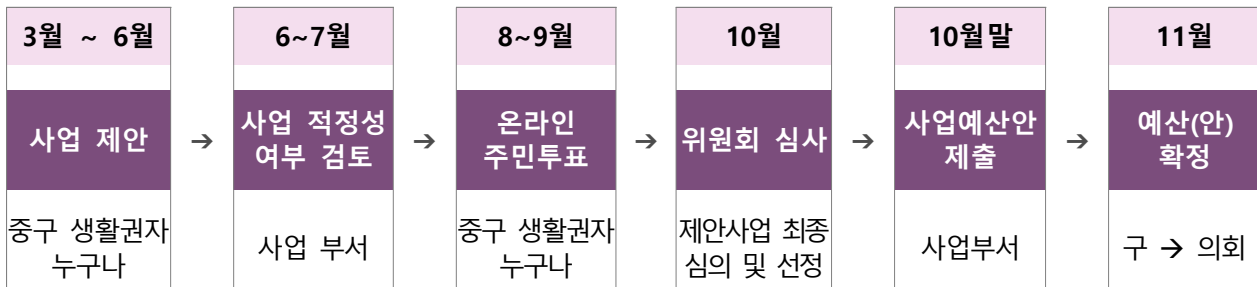 3월 ~ 6월
사업 제안
중구 생활권자
누구나
➔
6~7월
사업 적정성
여부 검토
사업 부서
➔
8~9월
온라인
주민투표
중구 생활권자
누구나
➔
10월
위원회 심사
제안사업 최종
심의 및 선정
➔
10월말
사업예산안
제출
사업부서
➔
11월
예산(안)
확정
구 → 의회